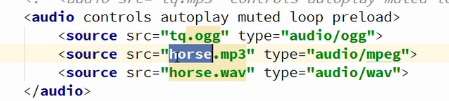 <audio controls autoplay muted loop preload>
<source src="tq.ogg" type="audio/ogg">
<source src="horse.mp3" type="audio/mpeg">
<source src="horse.wav" type="audio/wav">
</audio>